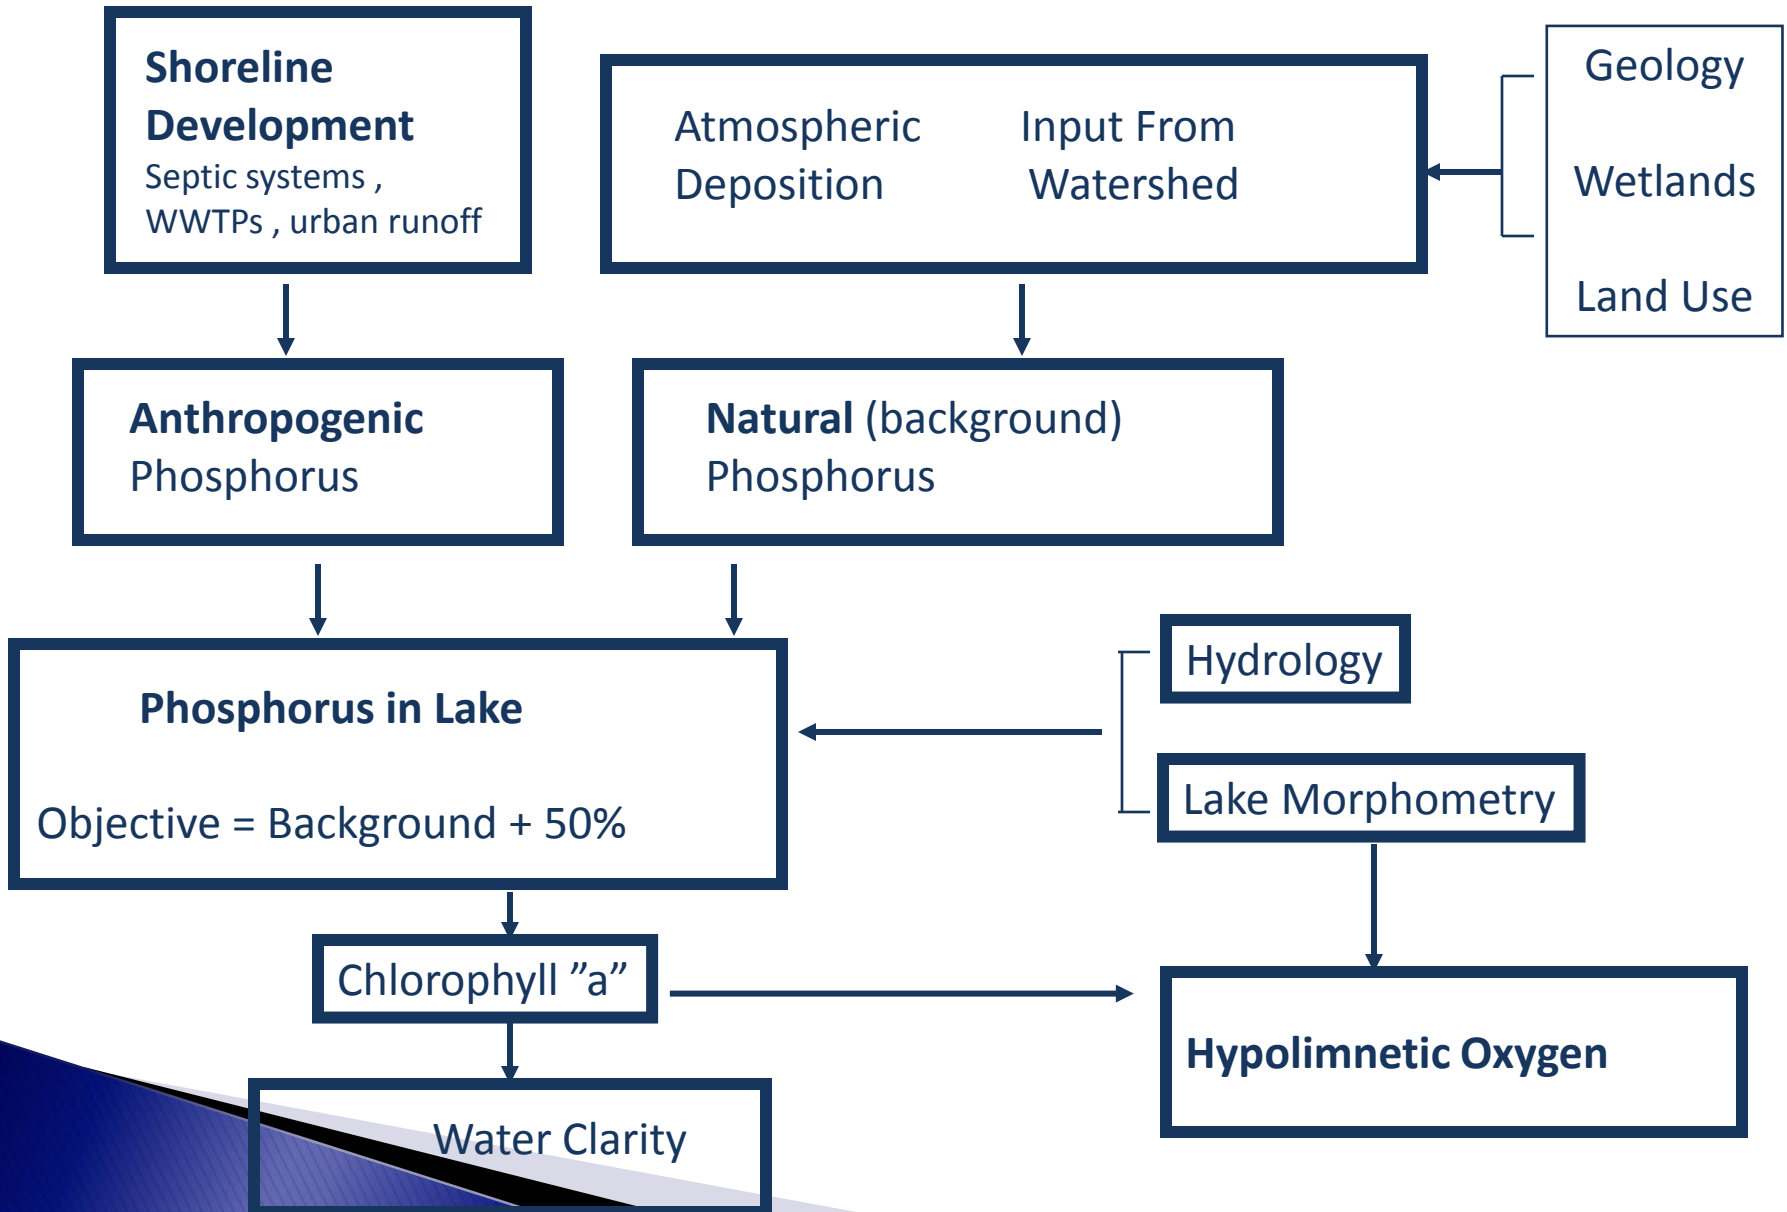 Shoreline
Development
Septic systems ,
WWTPs , urban runoff
Atmospheric
Deposition
Input From
Watershed
Geology
Wetlands
Land Use
Anthropogenic
Phosphorus
Natural (background)
Phosphorus
Phosphorus in Lake
Objective = Background + 50%
Hydrology
Lake Morphometry
Chlorophyll ”a”
Hypolimnetic Oxygen
Water Clarity